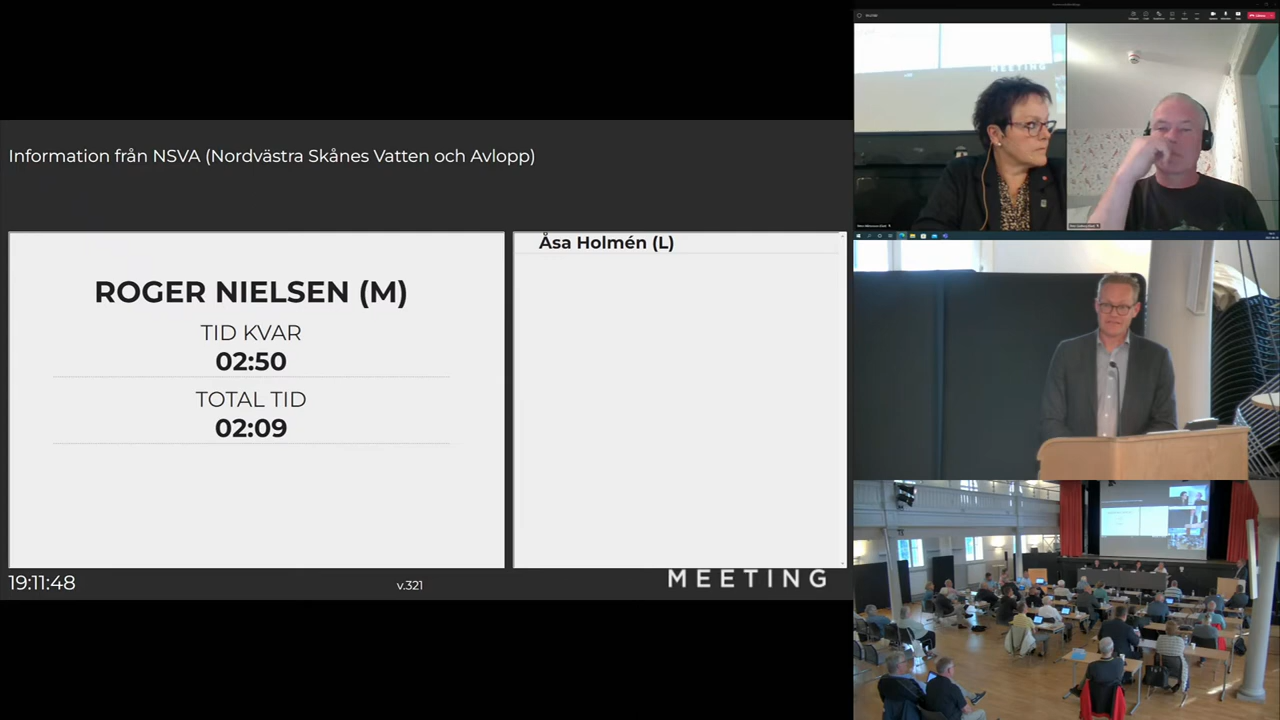 Information från NSVA (Nordvästra Skånes Vatten och Avlopp)
ROGER NIELSEN (M)
TID KVAR
02:50
TOTAL TID
02:09
Åsa Holmén (L)
19:11:48
v.321
MEETING
MEETING